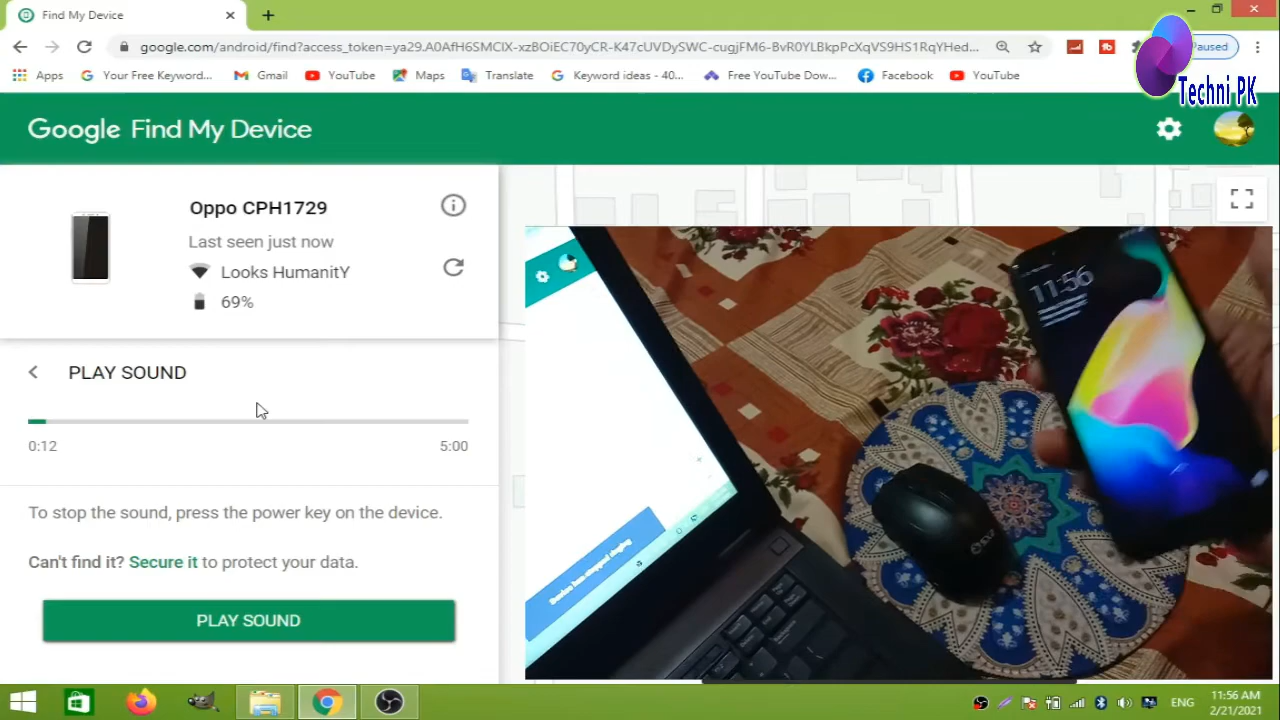 Find My Device
google.com/android/find?access_token=ya29.A0AfH6SMClX-xzBOiEC70yCR-K47cUVDySWC-cugjFM6-BvR0YLBkpPcXqVS9HS1RqYHed...
Paused
Apps
Your Free Keyword...
Gmail
YouTube
Maps
Translate
Keyword ideas - 40...
Free YouTube Dow...
Facebook
YouTube
Techni PK
Google Find My Device
Oppo CPH1729
Last seen just now
Looks HumanitY
69%
PLAY SOUND
0:12
5:00
To stop the sound, press the power key on the device.
Can't find it? Secure it to protect your data.
PLAY SOUND
11:56
Device has stopped ringing
ENG
11:56 AM
2/21/2021